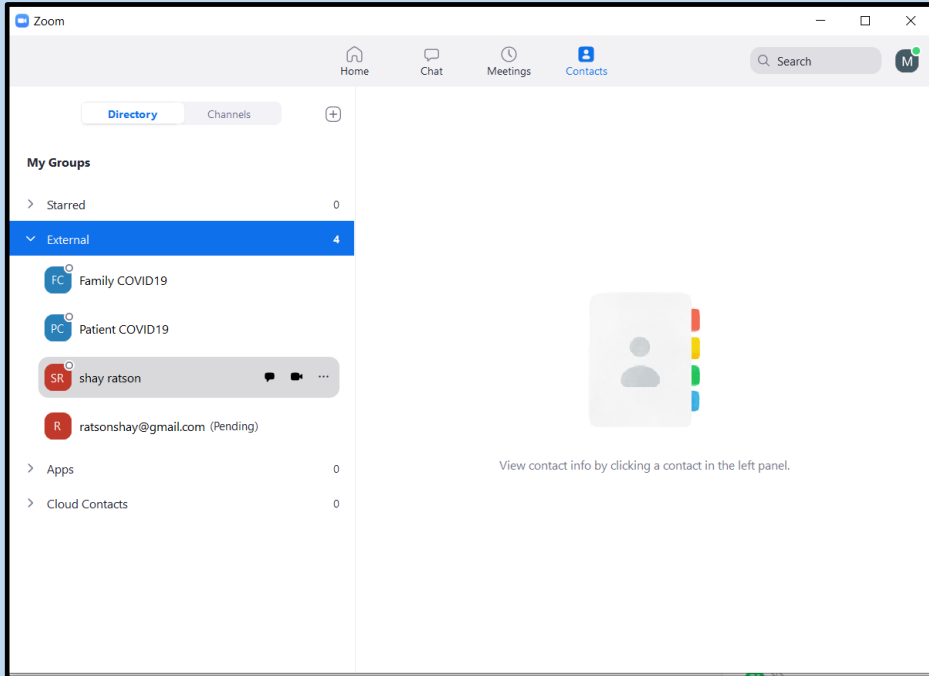 Zoom
Home Chat Meetings Contacts
Search
M
Directory Channels
My Groups
Starred 0
External 4
FC Family COVID19
PC Patient COVID19
SR shay ratson
R ratsonshay@gmail.com (Pending)
Apps 0
Cloud Contacts 0
View contact info by clicking a contact in the left panel.